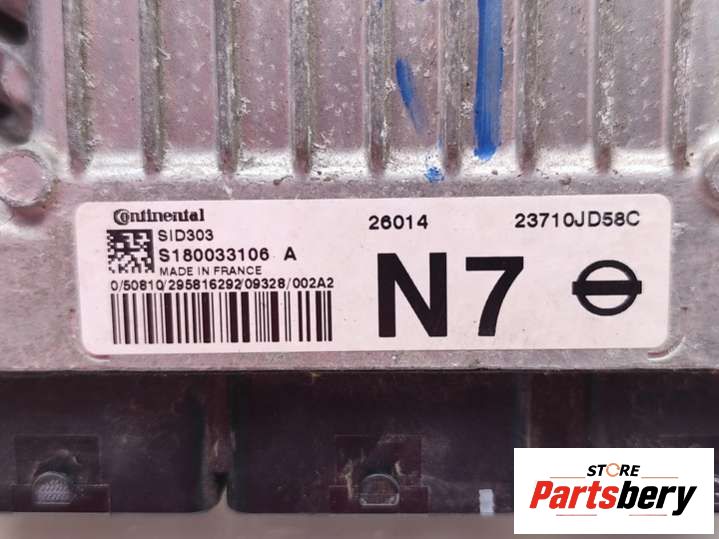 Continental
SID303
S180033106 A
MADE IN FRANCE
0/50810/295816292/09328/002A2
26014 23710JD58C
N7
STORE
Partsbery